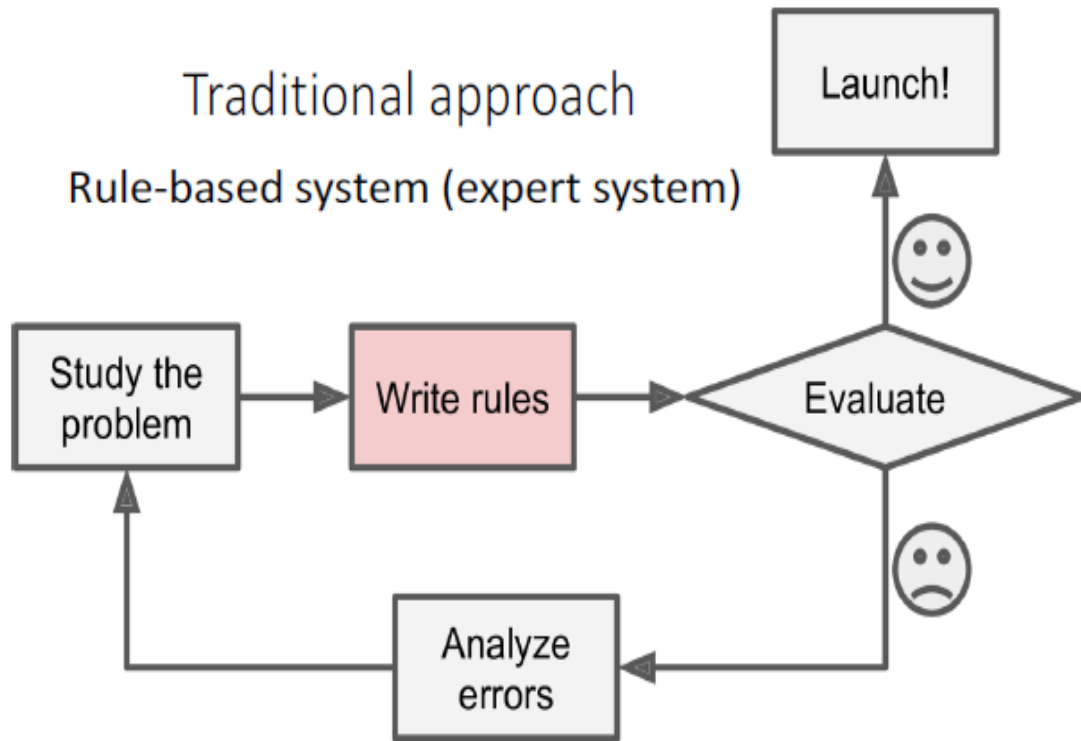 Traditional approach
Rule-based system (expert system)
Launch!
Study the
problem
Write rules
Evaluate
Analyze
errors